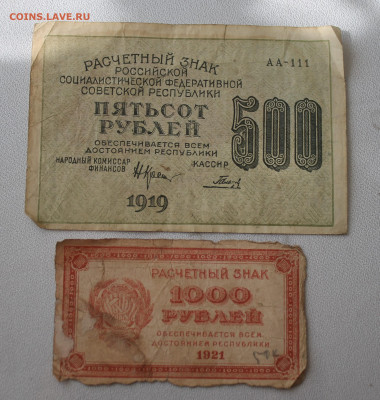 COINS.LAVE.RU
РАСЧЕТНЫЙ ЗНАК
РОССИЙСКОЙ
СОЦИАЛИСТИЧЕСКОЙ ФЕДЕРАТИВНОЙ
СОВЕТСКОЙ РЕСПУБЛИКИ
АА-111
ПЯТЬСОТ
РУБЛЕЙ
500
ОБЕСПЕЧИВАЕТСЯ ВСЕМ
ДОСТОЯНИЕМ РЕСПУБЛИКИ
НАРОДНЫЙ КОМИССАР
ФИНАНСОВ
КАССИР
1919
РАСЧЕТНЫЙ ЗНАК
1000
РУБЛЕЙ
ОБЕСПЕЧИВАЕТСЯ ВСЕМ
ДОСТОЯНИЕМ РЕСПУБЛИКИ
1921